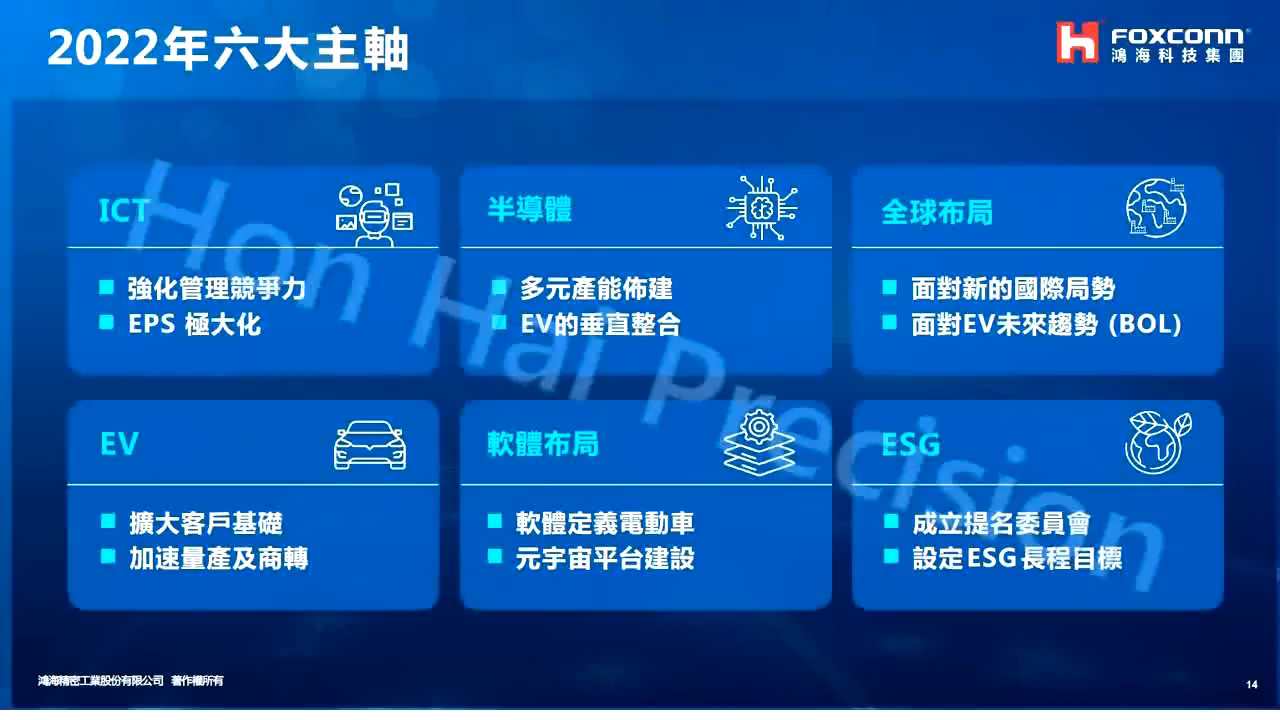 2022年六大主軸
FOXCONN®
鴻海科技集團
ICT
強化管理競爭力
EPS 極大化
半導體
多元產能佈建
EV的垂直整合
全球布局
面對新的國際局勢
面對EV未來趨勢 (BOL)
EV
擴大客戶基礎
加速量產及商轉
軟體布局
軟體定義電動車
元宇宙平台建設
ESG
成立提名委員會
設定ESG長程目標
Hon Hai Precision
鴻海精密工業股份有限公司 著作權所有
14